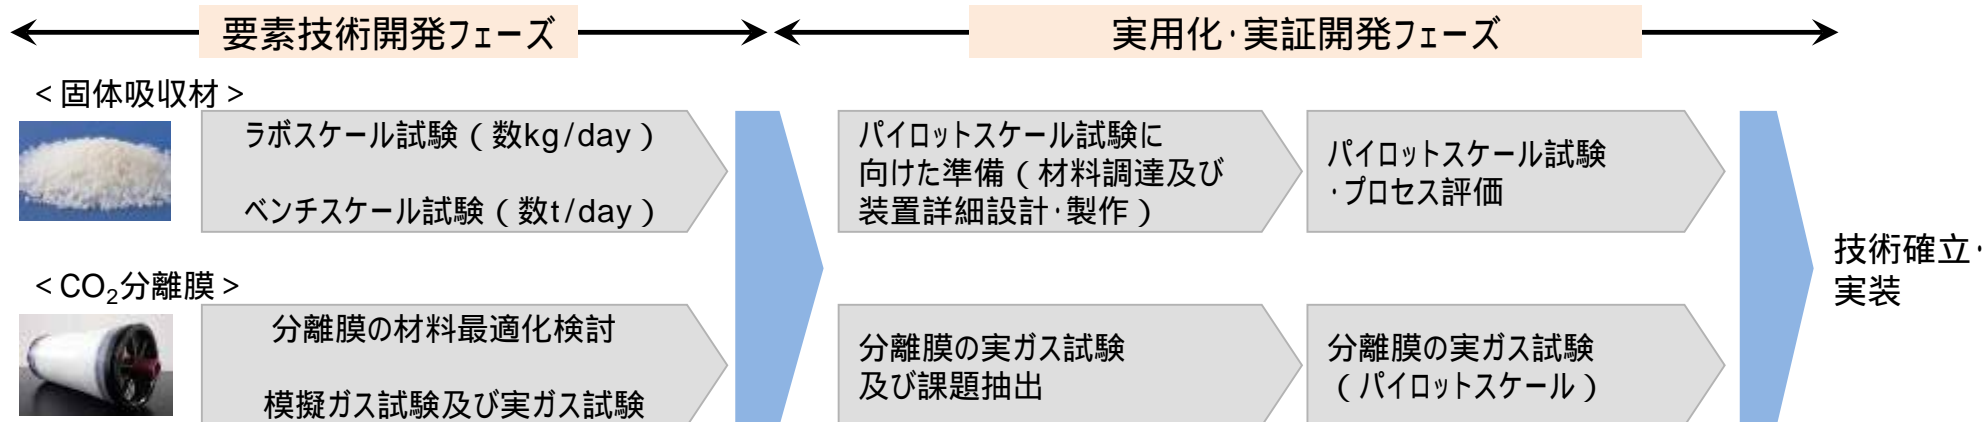 要素技術開発フェーズ
実用化・実証開発フェーズ
＜固体吸収材＞
ラボスケール試験（数kg/day）
ベンチスケール試験（数t/day）
パイロットスケール試験に
向けた準備（材料調達及び
装置詳細設計・製作）
パイロットスケール試験
・プロセス評価
＜CO₂分離膜＞
分離膜の材料最適化検討
模擬ガス試験及び実ガス試験
分離膜の実ガス試験
及び課題抽出
分離膜の実ガス試験
（パイロットスケール）
技術確立・
実装